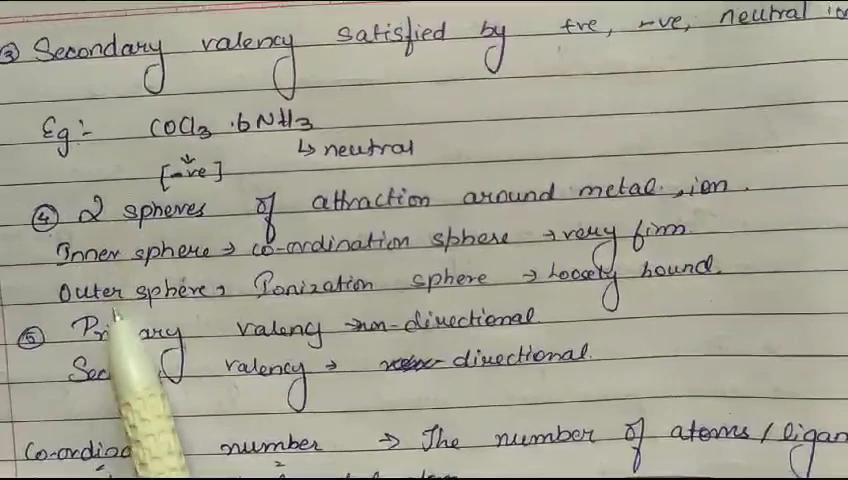 ③ Secondary valency satisfied by +ve, -ve, neutral
Eg:- COCl3 .6NH3
↳ neutral
[-ve]
④ 2 spheres of attraction around metal ion.
Inner sphere → co-ordination sphere → very firm
Outer sphere, Ionization sphere → Loosely bound.
⑤ valency → non-directional
valency → directional.
number → The number of atoms /